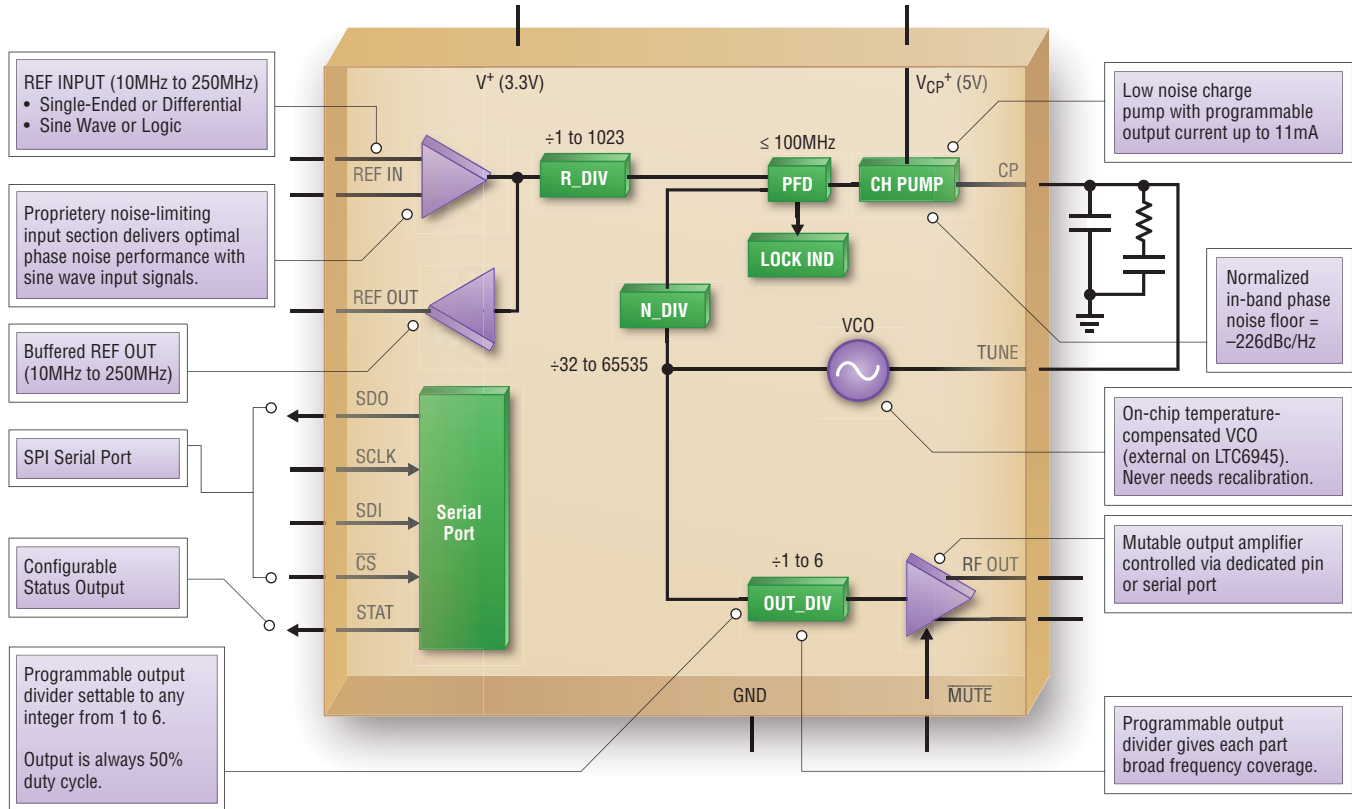 REF INPUT (10MHz to 250MHz)
• Single-Ended or Differential
• Sine Wave or Logic
Proprietery noise-limiting
input section delivers optimal
phase noise performance with
sine wave input signals.
Buffered REF OUT
(10MHz to 250MHz)
SPI Serial Port
Configurable
Status Output
Programmable output
divider settable to any
integer from 1 to 6.
Output is always 50%
duty cycle.
V+ (3.3V)
VCP+ (5V)
REF IN
÷1 to 1023
R_DIV
≤ 100MHz
PFD
CH PUMP
CP
LOCK IND
REF OUT
N_DIV
÷32 to 65535
VCO
TUNE
SDO
SCLK
SDI
CS
STAT
Serial
Port
÷1 to 6
OUT_DIV
RF OUT
GND
MUTE
Low noise charge
pump with programmable
output current up to 11mA
Normalized
in-band phase
noise floor =
–226dBc/Hz
On-chip temperature-
compensated VCO
(external on LTC6945).
Never needs recalibration.
Mutable output amplifier
controlled via dedicated pin
or serial port
Programmable output
divider gives each part
broad frequency coverage.